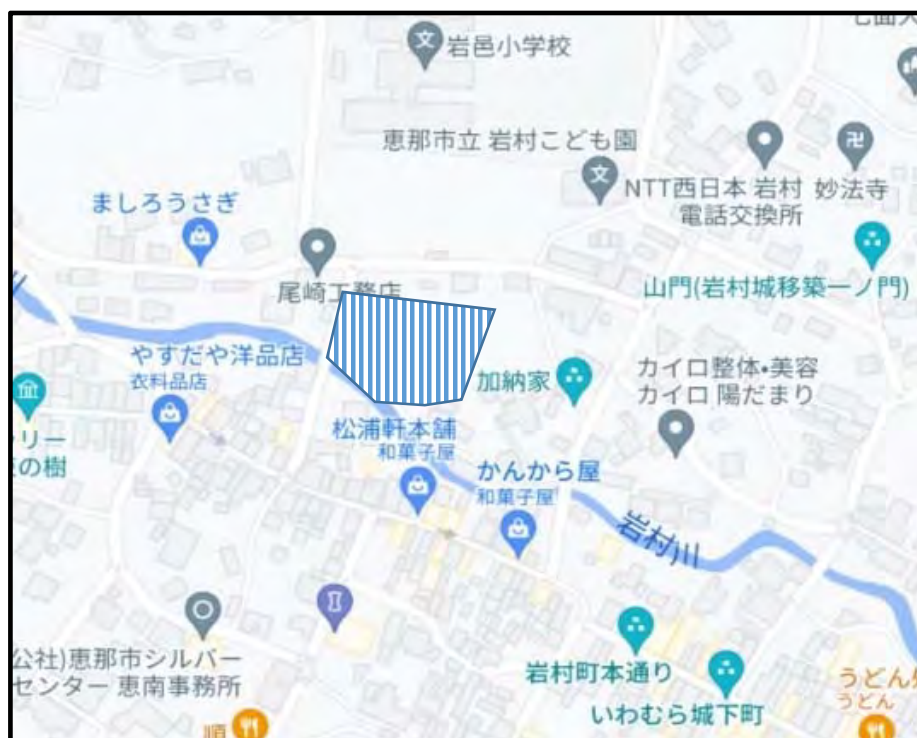 岩邑小学校
恵那市立 岩村こども園
NTT西日本 岩村
電話交換所
妙法寺
ましろうさぎ
尾崎工務店
山門(岩村城移築一ノ門)
やすだや洋品店
衣料品店
加納家
カイロ整体・美容
カイロ 陽だまり
松浦軒本舗
和菓子屋
かんから屋
和菓子屋
岩村川
公社)恵那市シルバー
センター 恵南事務所
岩村町本通り
いわむら城下町
うどん
うどん
順
リー
の樹